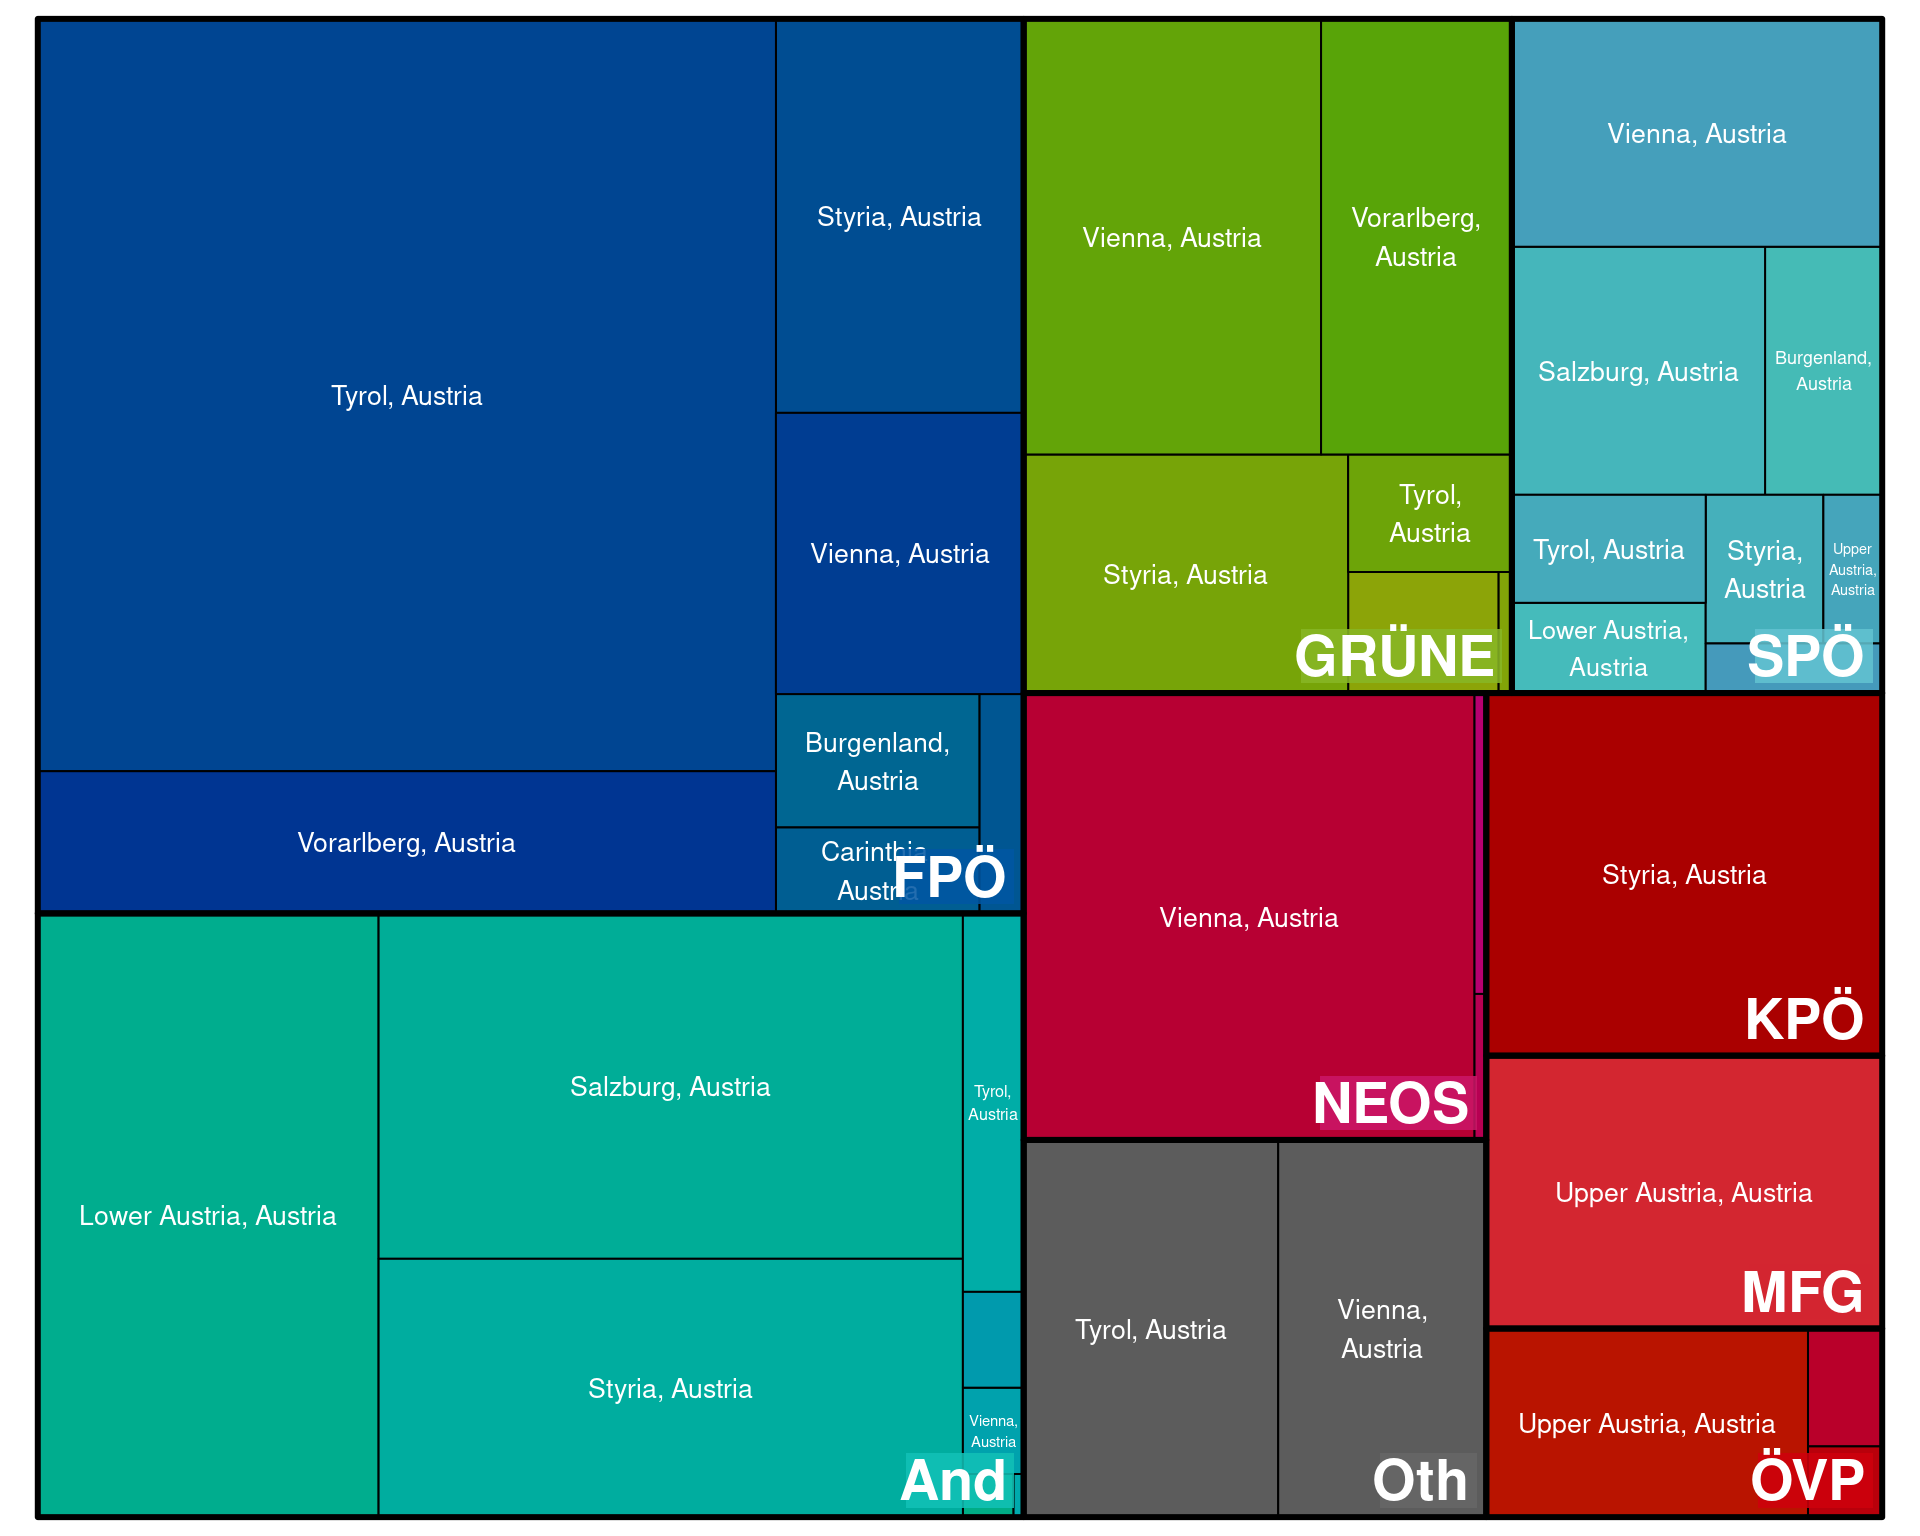 Tyrol, Austria
Styria, Austria
Vienna, Austria
Vorarlberg, Austria
Burgenland,
Austria
Carinthia,
Austria
FPÖ
Vienna, Austria
Vorarlberg,
Austria
Styria, Austria
Tyrol,
Austria
GRÜNE
Vienna, Austria
Salzburg, Austria
Burgenland,
Austria
Tyrol, Austria
Styria,
Austria
Upper
Austria,
Austria
Lower Austria,
Austria
SPÖ
Lower Austria, Austria
Salzburg, Austria
Styria, Austria
Tyrol,
Austria
Vienna,
Austria
And
Vienna, Austria
NEOS
Styria, Austria
KPÖ
Upper Austria, Austria
MFG
Tyrol, Austria
Vienna,
Austria
Oth
Upper Austria, Austria
ÖVP